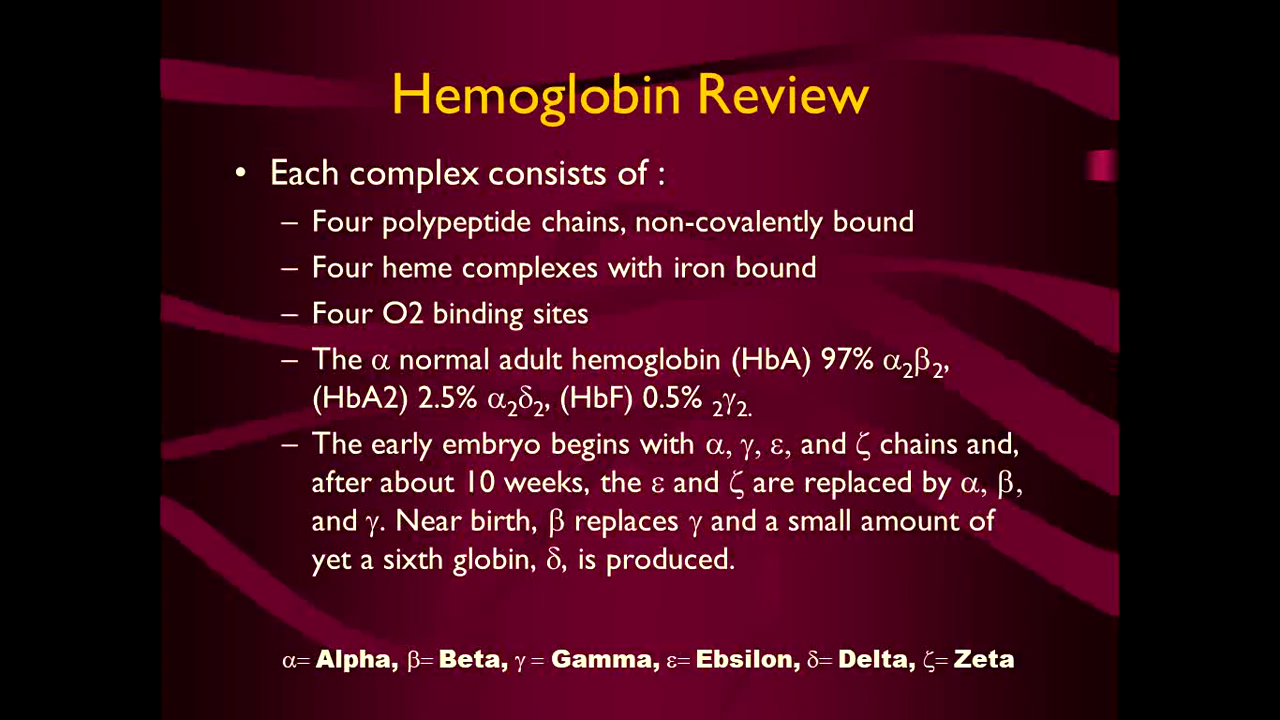 Hemoglobin Review
• Each complex consists of :
– Four polypeptide chains, non-covalently bound
– Four heme complexes with iron bound
– Four O2 binding sites
– The α normal adult hemoglobin (HbA) 97% α₂β₂,
(HbA2) 2.5% α₂δ₂, (HbF) 0.5% ₂γ₂.
– The early embryo begins with α, γ, ε, and ζ chains and,
after about 10 weeks, the ε and ζ are replaced by α, β,
and γ. Near birth, β replaces γ and a small amount of
yet a sixth globin, δ, is produced.
α= Alpha, β= Beta, γ = Gamma, ε= Ebsilon, δ= Delta, ζ= Zeta